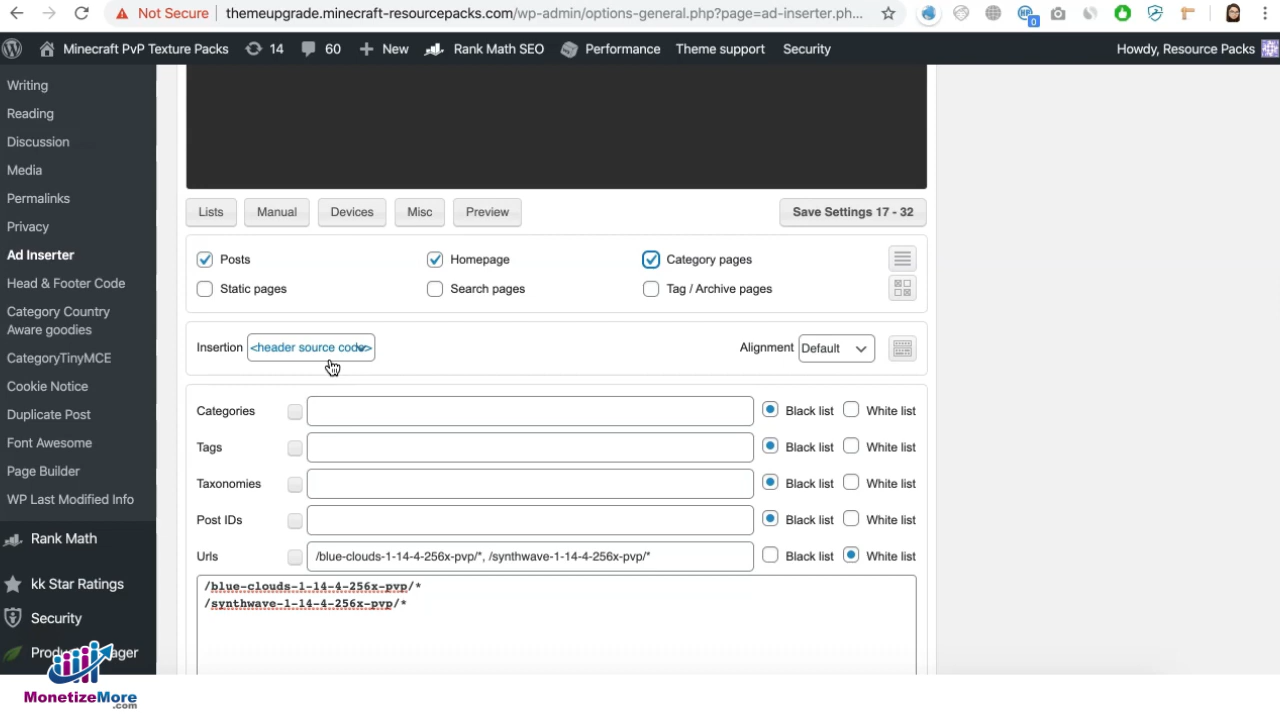 Not Secure themeupgrade.minecraft-resourcepacks.com/wp-admin/options-general.php?page=ad-inserter.ph...
Minecraft PvP Texture Packs 14 60 New Rank Math SEO Performance Theme support Security Howdy, Resource Packs
Writing
Reading
Discussion
Media
Permalinks
Privacy
Ad Inserter
Head & Footer Code
Category Country
Aware goodies
CategoryTinyMCE
Cookie Notice
Duplicate Post
Font Awesome
Page Builder
WP Last Modified Info
Rank Math
kk Star Ratings
Security
Lists Manual Devices Misc Preview Save Settings 17 - 32
Posts Homepage Category pages
Static pages Search pages Tag / Archive pages
Insertion <header source code> Alignment Default
Categories Black list White list
Tags Black list White list
Taxonomies Black list White list
Post IDs Black list White list
Urls /blue-clouds-1-14-4-256x-pvp/*, /synthwave-1-14-4-256x-pvp/* Black list White list
/blue-clouds-1-14-4-256x-pvp/*
/synthwave-1-14-4-256x-pvp/*
MonetizeMore
.com